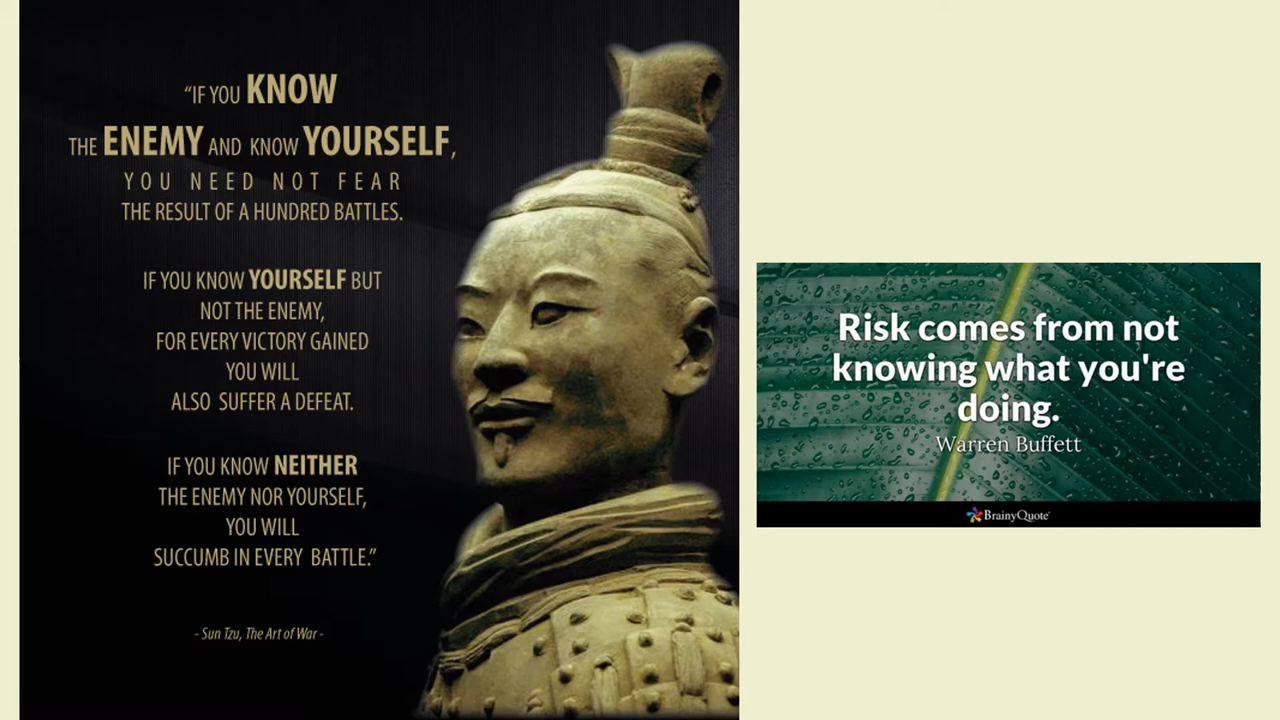 “IF YOU KNOW
THE ENEMY AND KNOW YOURSELF,
YOU NEED NOT FEAR
THE RESULT OF A HUNDRED BATTLES.
IF YOU KNOW YOURSELF BUT
NOT THE ENEMY,
FOR EVERY VICTORY GAINED
YOU WILL
ALSO SUFFER A DEFEAT.
IF YOU KNOW NEITHER
THE ENEMY NOR YOURSELF,
YOU WILL
SUCCUMB IN EVERY BATTLE.”
- Sun Tzu, The Art of War -
Risk comes from not
knowing what you're
doing.
Warren Buffett
BrainyQuote